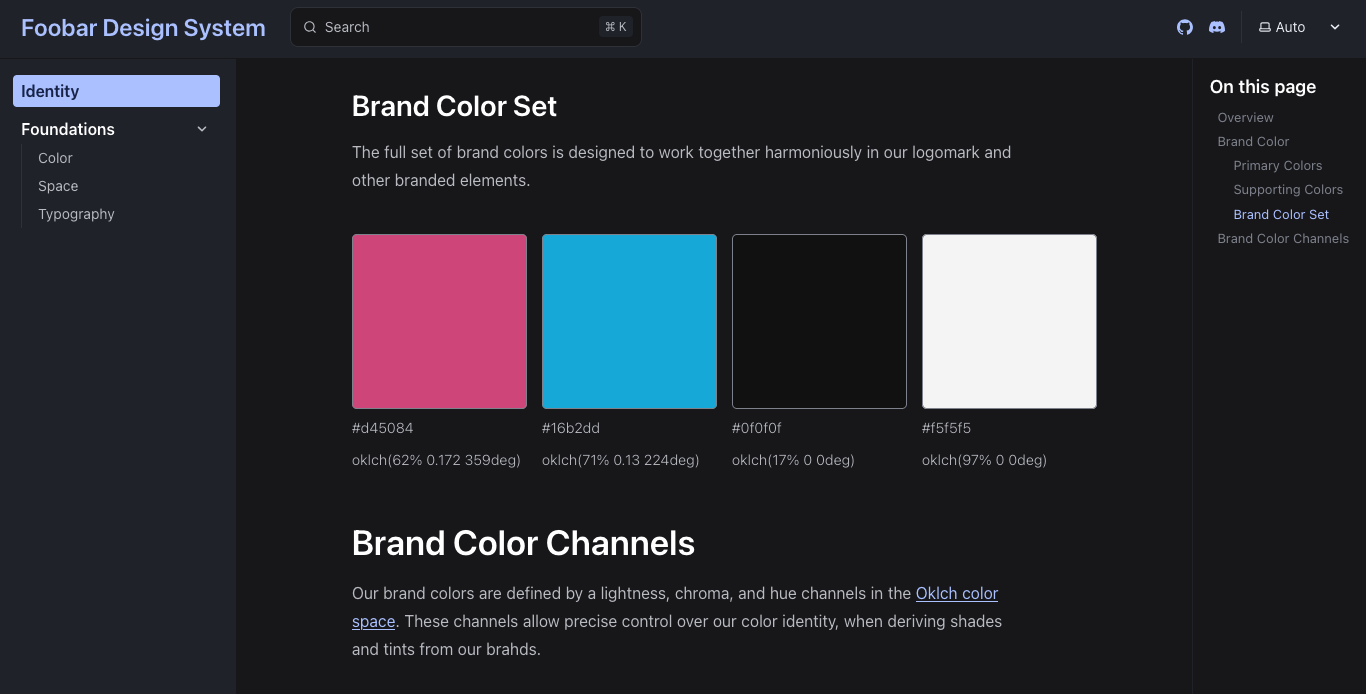 Foobar Design System
Search
⌘ K
Auto
Identity
Foundations
Color
Space
Typography
Brand Color Set
The full set of brand colors is designed to work together harmoniously in our logomark and
other branded elements.
#d45084
#16b2dd
#0f0f0f
#f5f5f5
oklch(62% 0.172 359deg)
oklch(71% 0.13 224deg)
oklch(17% 0 0deg)
oklch(97% 0 0deg)
Brand Color Channels
Our brand colors are defined by a lightness, chroma, and hue channels in the Oklch color
space. These channels allow precise control over our color identity, when deriving shades
and tints from our brahds.
On this page
Overview
Brand Color
Primary Colors
Supporting Colors
Brand Color Set
Brand Color Channels